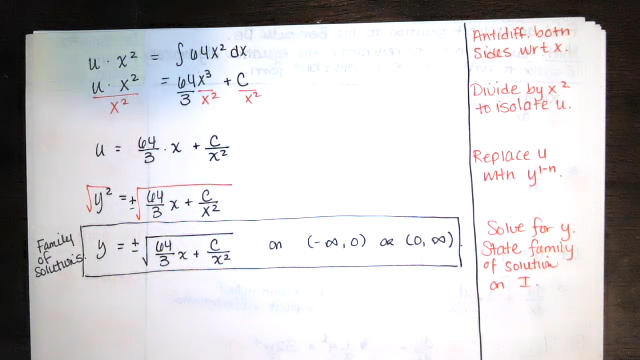 u · x² = ∫ 64x² dx
u · x² / x² = 64x³ / 3 x² + C / x²
u = 64/3 · x + C/x²
√y² = ±√(64/3 x + C/x²)
Family of solutions.
y = ±√(64/3 x + C/x²) on (-∞, 0) or (0, ∞)
Antidiff both
sides wrt x.
Divide by x²
to isolate u.
Replace u
with y¹⁻ⁿ.
Solve for y.
State family
of solution
on I.